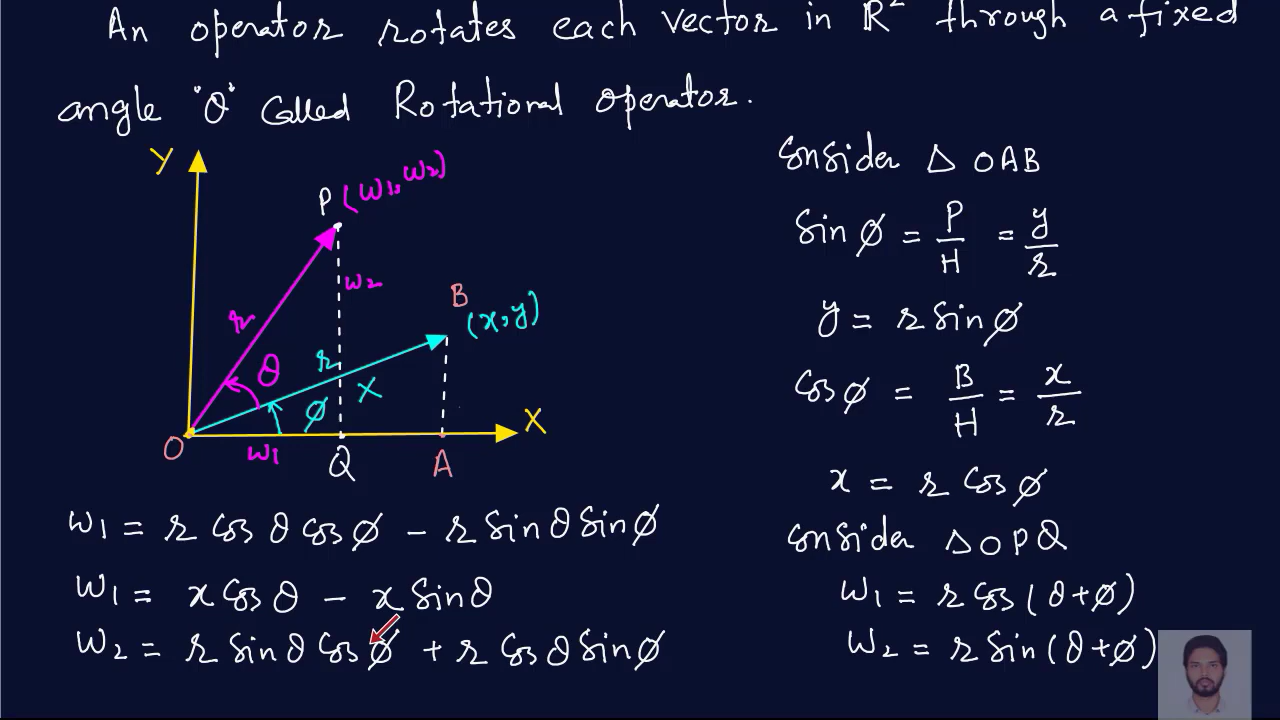 An operator rotates each vector in R² through a fixed
angle "θ" Called Rotational operator.
Y
P (w1, w2)
w2
B
(x, y)
r
r
θ
X
ϕ
X
O
w1
Q
A
w1 = r Cos θ Cos ϕ - r Sin θ Sin ϕ
w1 = x Cos θ - x Sin θ
w2 = r Sin θ Cos ϕ + r Cos θ Sin ϕ
Consider Δ OAB
Sin ϕ = P/H = y/r
y = r Sin ϕ
Cos ϕ = B/H = x/r
x = r Cos ϕ
Consider Δ OPQ
w1 = r Cos (θ+ϕ)
w2 = r Sin (θ+ϕ)